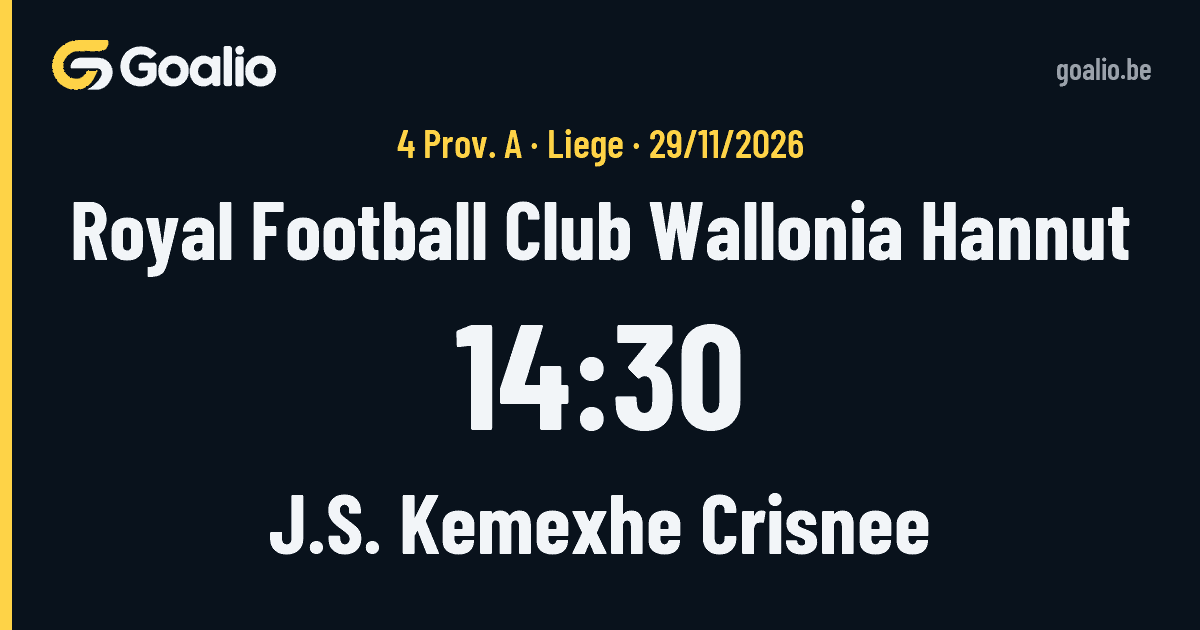 Goalio
goalio.be
4 Prov. A · Liege · 29/11/2026
Royal Football Club Wallonia Hannut
14:30
J.S. Kemexhe Crisnee